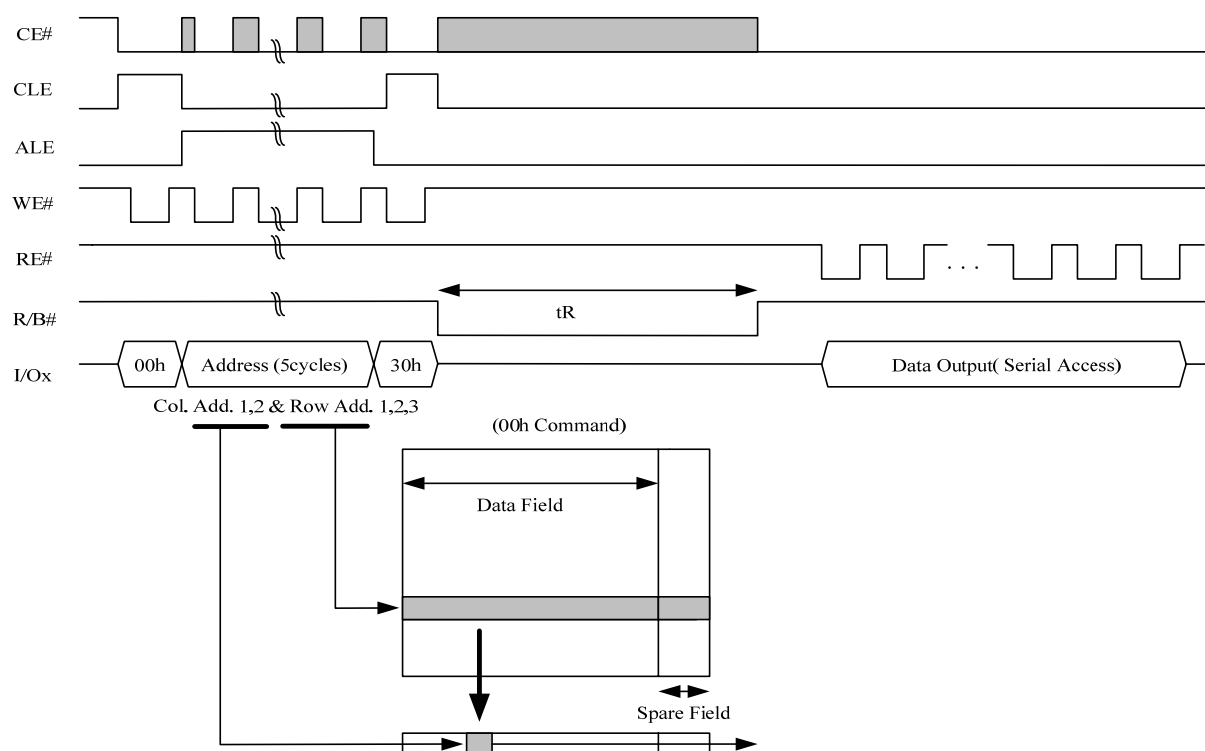 CE#
CLE
ALE
WE#
RE#
. . .
R/B#
tR
I/Ox
00h
Address (5cycles)
30h
Data Output( Serial Access)
Col. Add. 1,2 & Row Add. 1,2,3
(00h Command)
Data Field
Spare Field